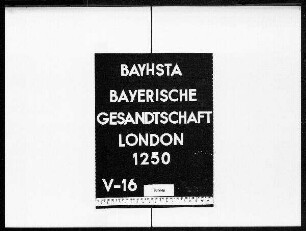 BAYHSTA
BAYERISCHE
GESANDTSCHAFT
LONDON
1250
V-16